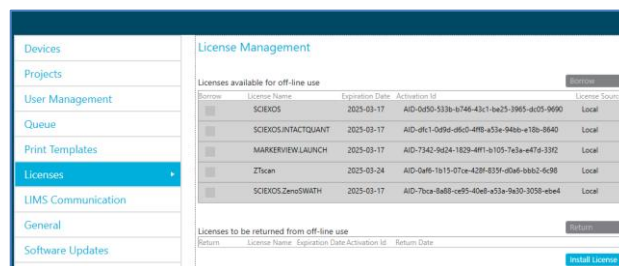 Devices
Projects
User Management
Queue
Print Templates
Licenses
LIMS Communication
General
Software Updates
License Management
Licenses available for off-line use
Borrow
Borrow License Name Expiration Date Activation Id License Sourc
SCIEXOS 2025-03-17 AID-0d50-533b-b746-43c1-be25-3965-dc05-9690 Local
SCIEXOS.INTACTQUANT 2025-03-17 AID-dfc1-0d9d-d6c0-4ff8-a53e-94bb-e18b-8640 Local
MARKERVIEW.LAUNCH 2025-03-17 AID-7342-9d24-1829-4ff1-b105-7e3a-e47d-33f2 Local
ZTscan 2025-03-24 AID-0af6-1b15-07ce-428f-835f-d0a6-bbb2-6c98 Local
SCIEXOS.ZenoSWATH 2025-03-17 AID-7bca-8a88-ce95-40e8-a53a-9a30-3058-ebe4 Local
Licenses to be returned from off-line use
Return
Return License Name Expiration Date Activation Id Return Date
Install License